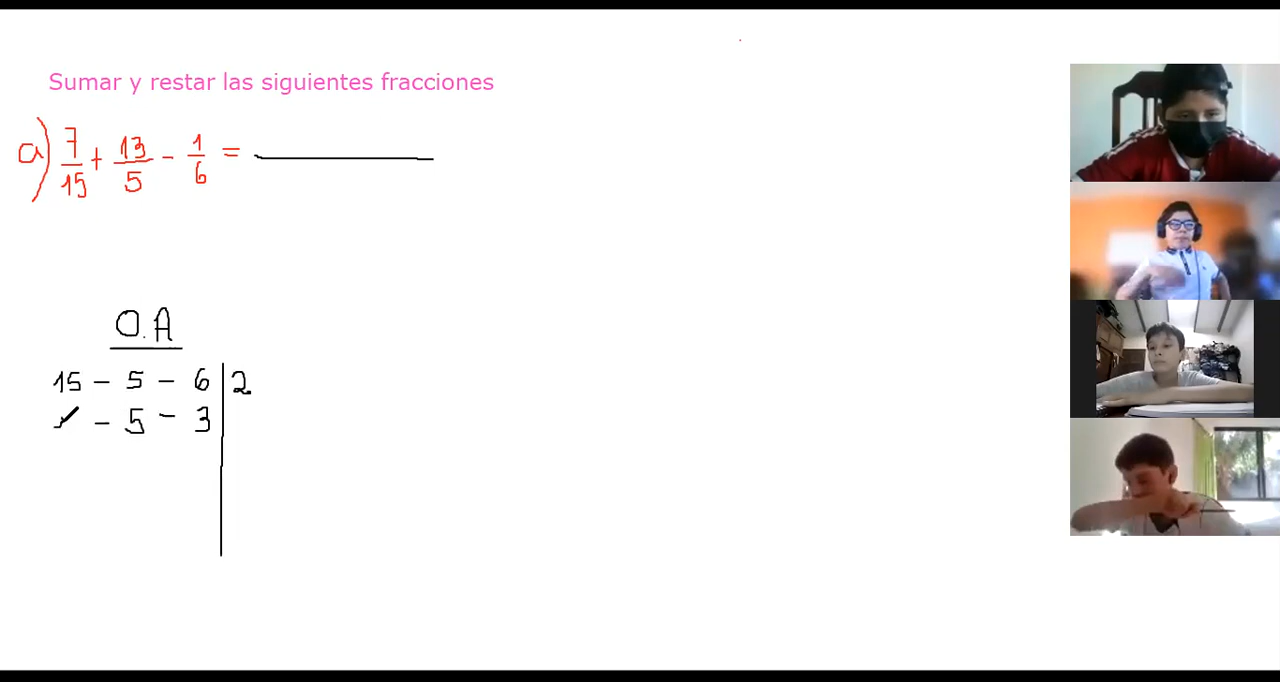 Sumar y restar las siguientes fracciones
a) 7/15 + 13/5 - 1/6 =
O.A
15 - 5 - 6 | 2
- 5 - 3